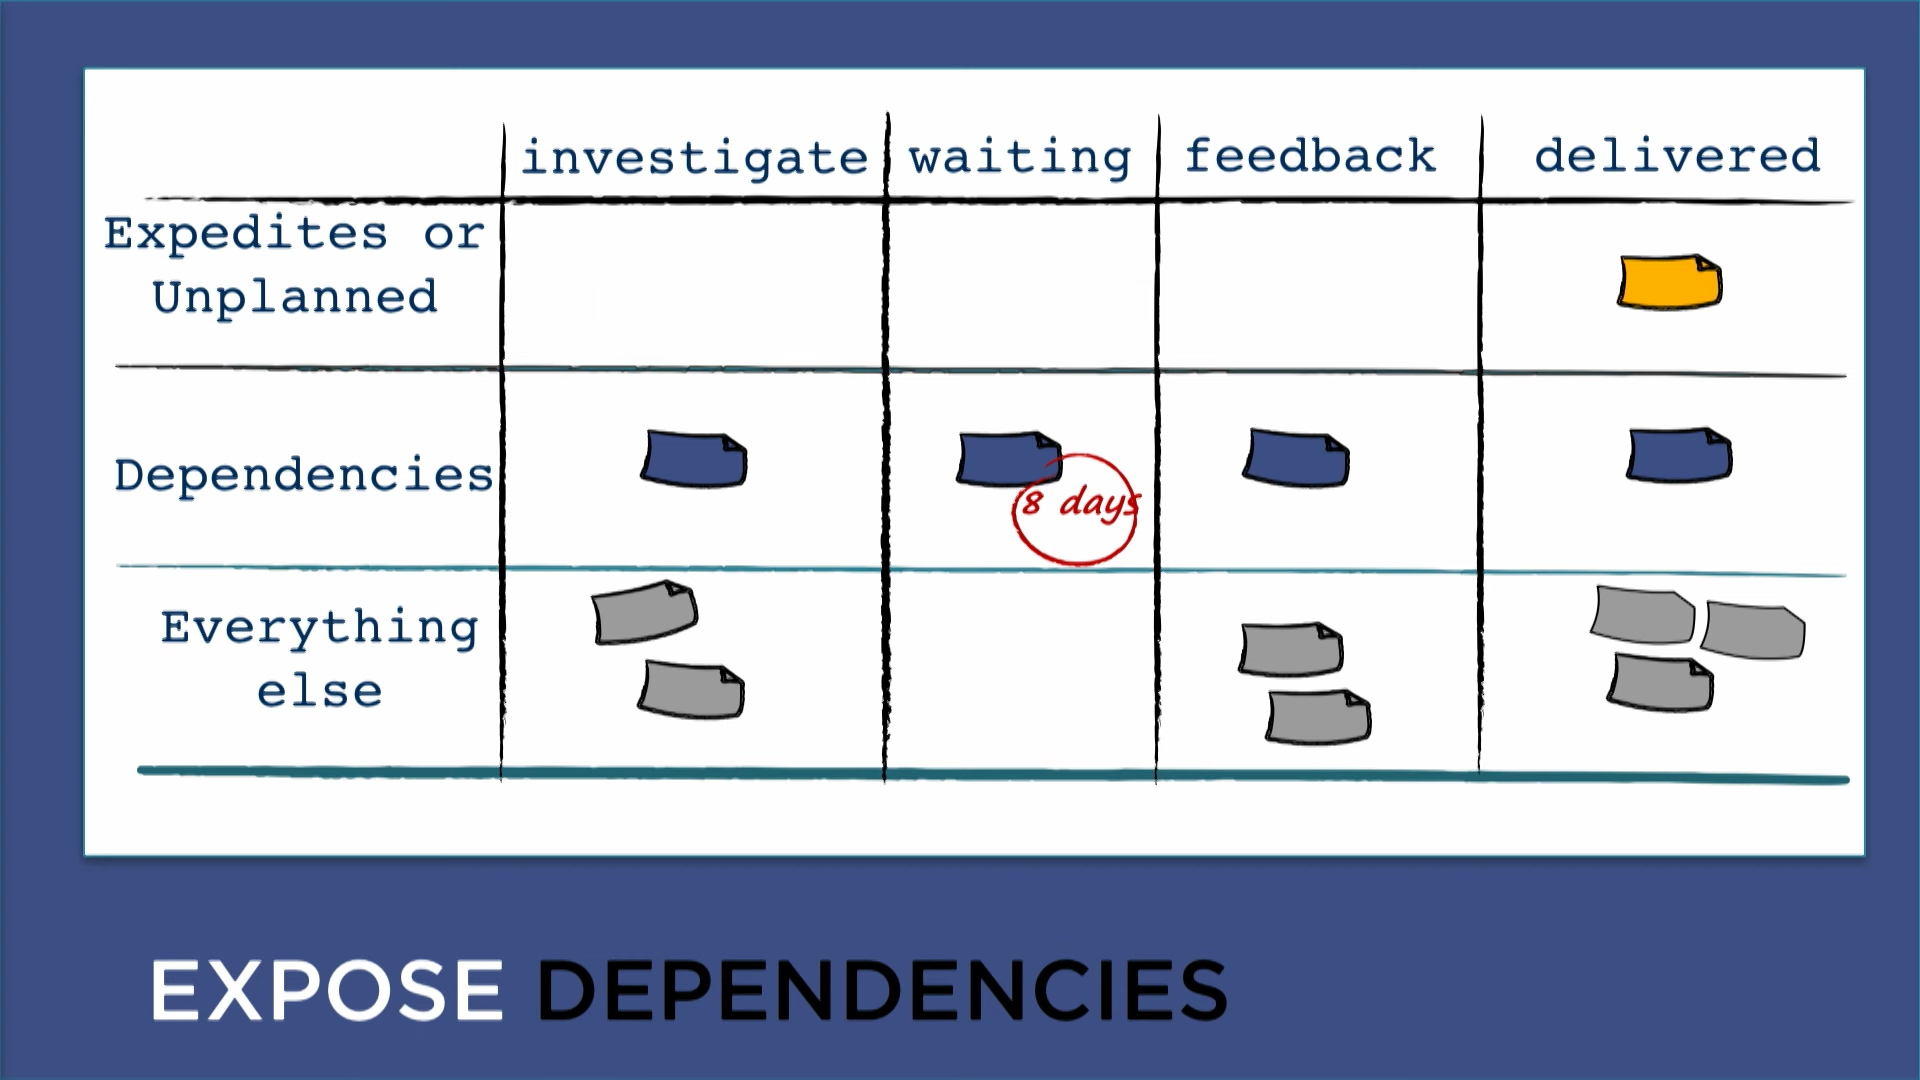 investigate waiting feedback delivered
Expedites or
Unplanned
Dependencies
8 days
Everything
else
EXPOSE DEPENDENCIES